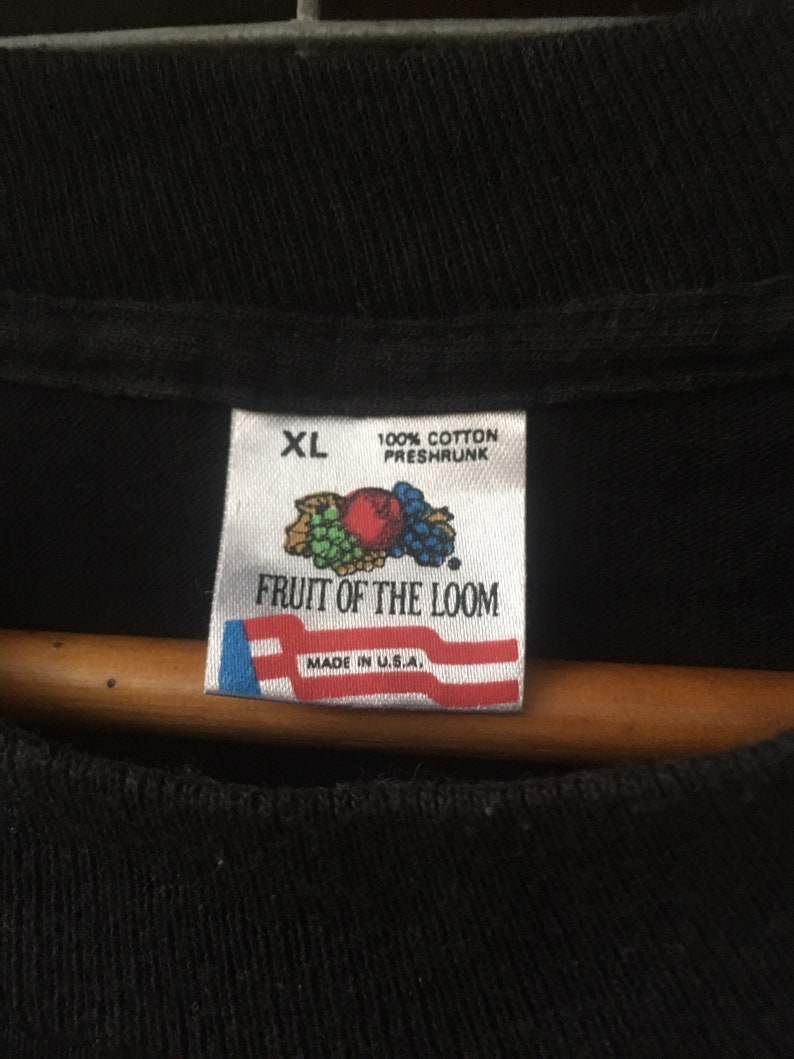 XL
100% COTTON
PRESHRUNK
FRUIT OF THE LOOM
MADE IN U.S.A.